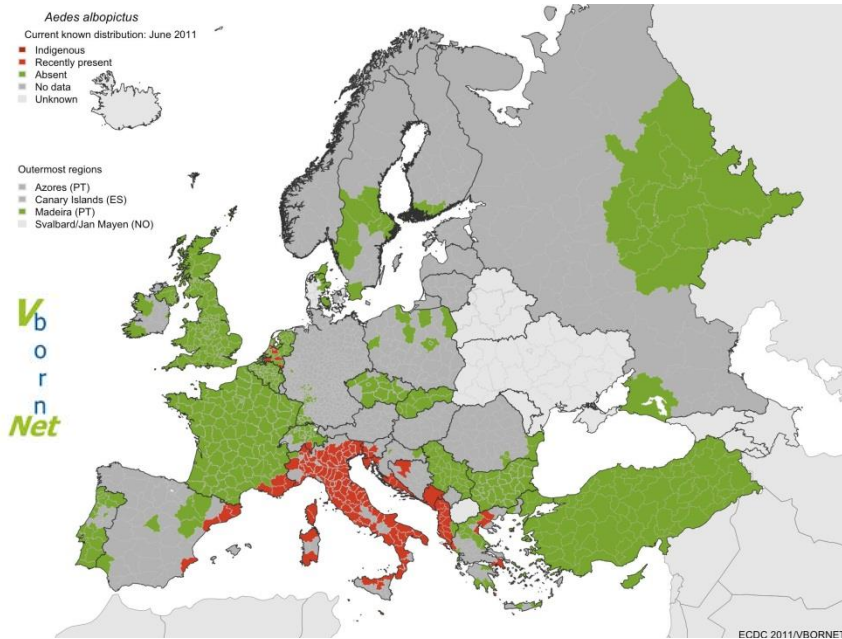 Aedes albopictus
Current known distribution: June 2011
Indigenous
Recently present
Absent
No data
Unknown
Outermost regions
Azores (PT)
Canary Islands (ES)
Madeira (PT)
Svalbard/Jan Mayen (NO)
Vborn
Net
ECDC 2011/VBORNET